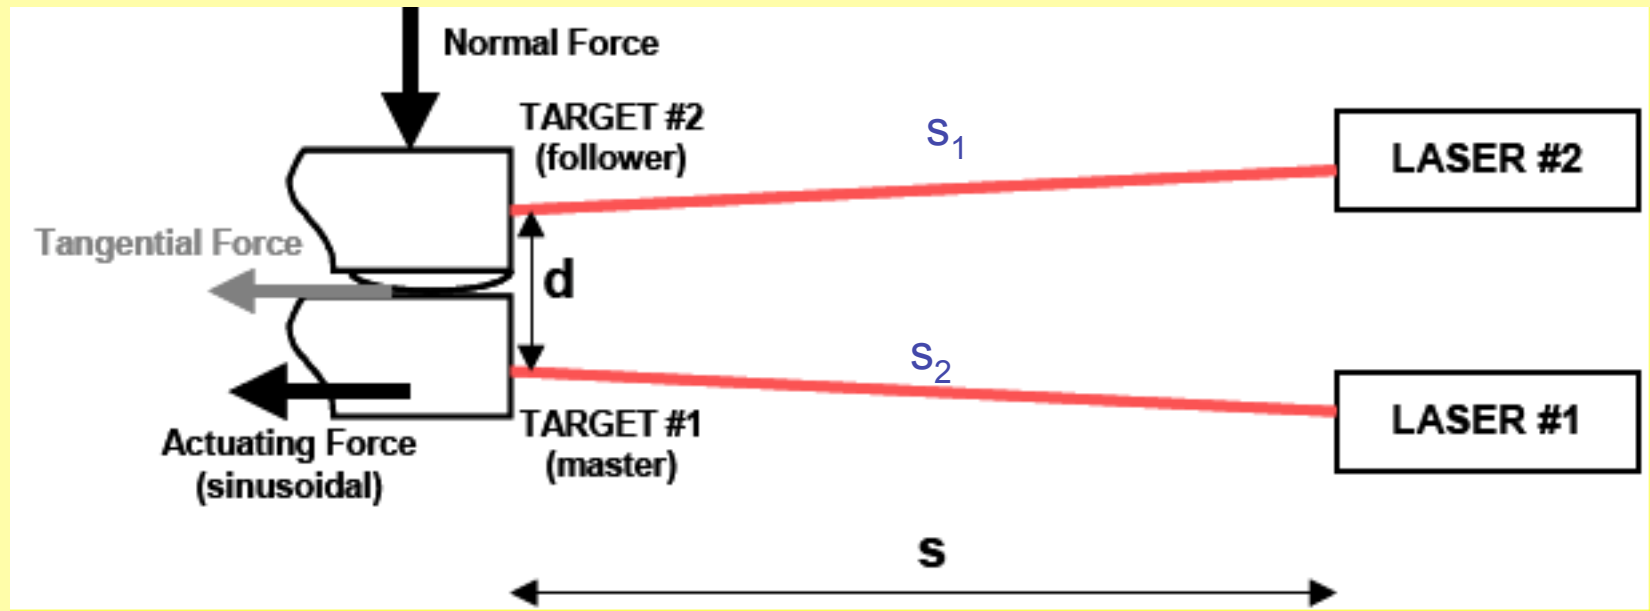 Normal Force
TARGET #2
(follower)
s1
LASER #2
Tangential Force
d
s2
LASER #1
Actuating Force
(sinusoidal)
TARGET #1
(master)
s